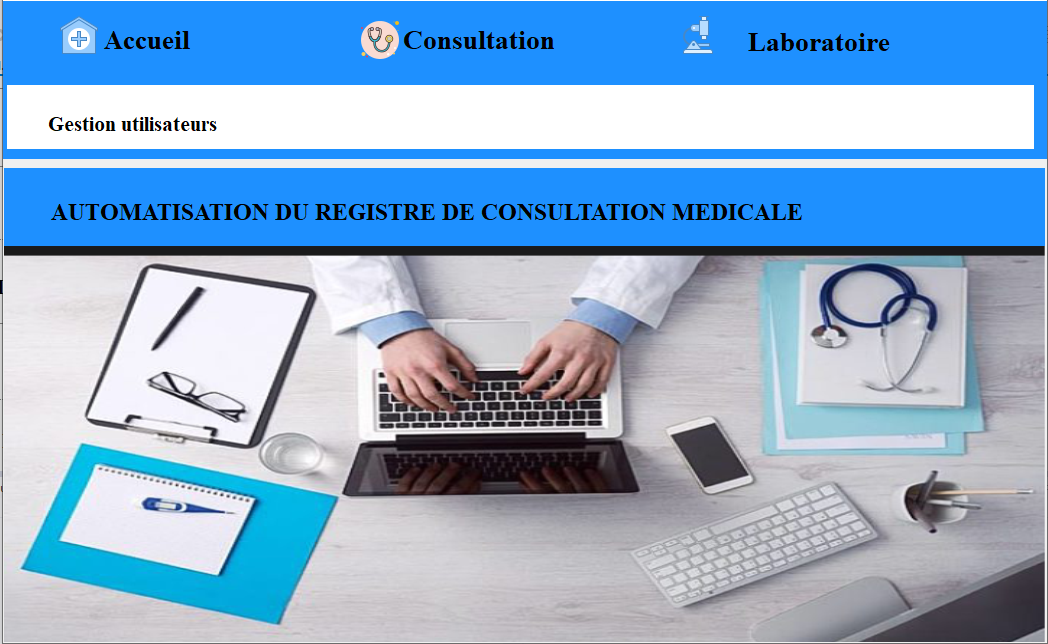 Accueil
Consultation
Laboratoire
Gestion utilisateurs
AUTOMATISATION DU REGISTRE DE CONSULTATION MEDICALE